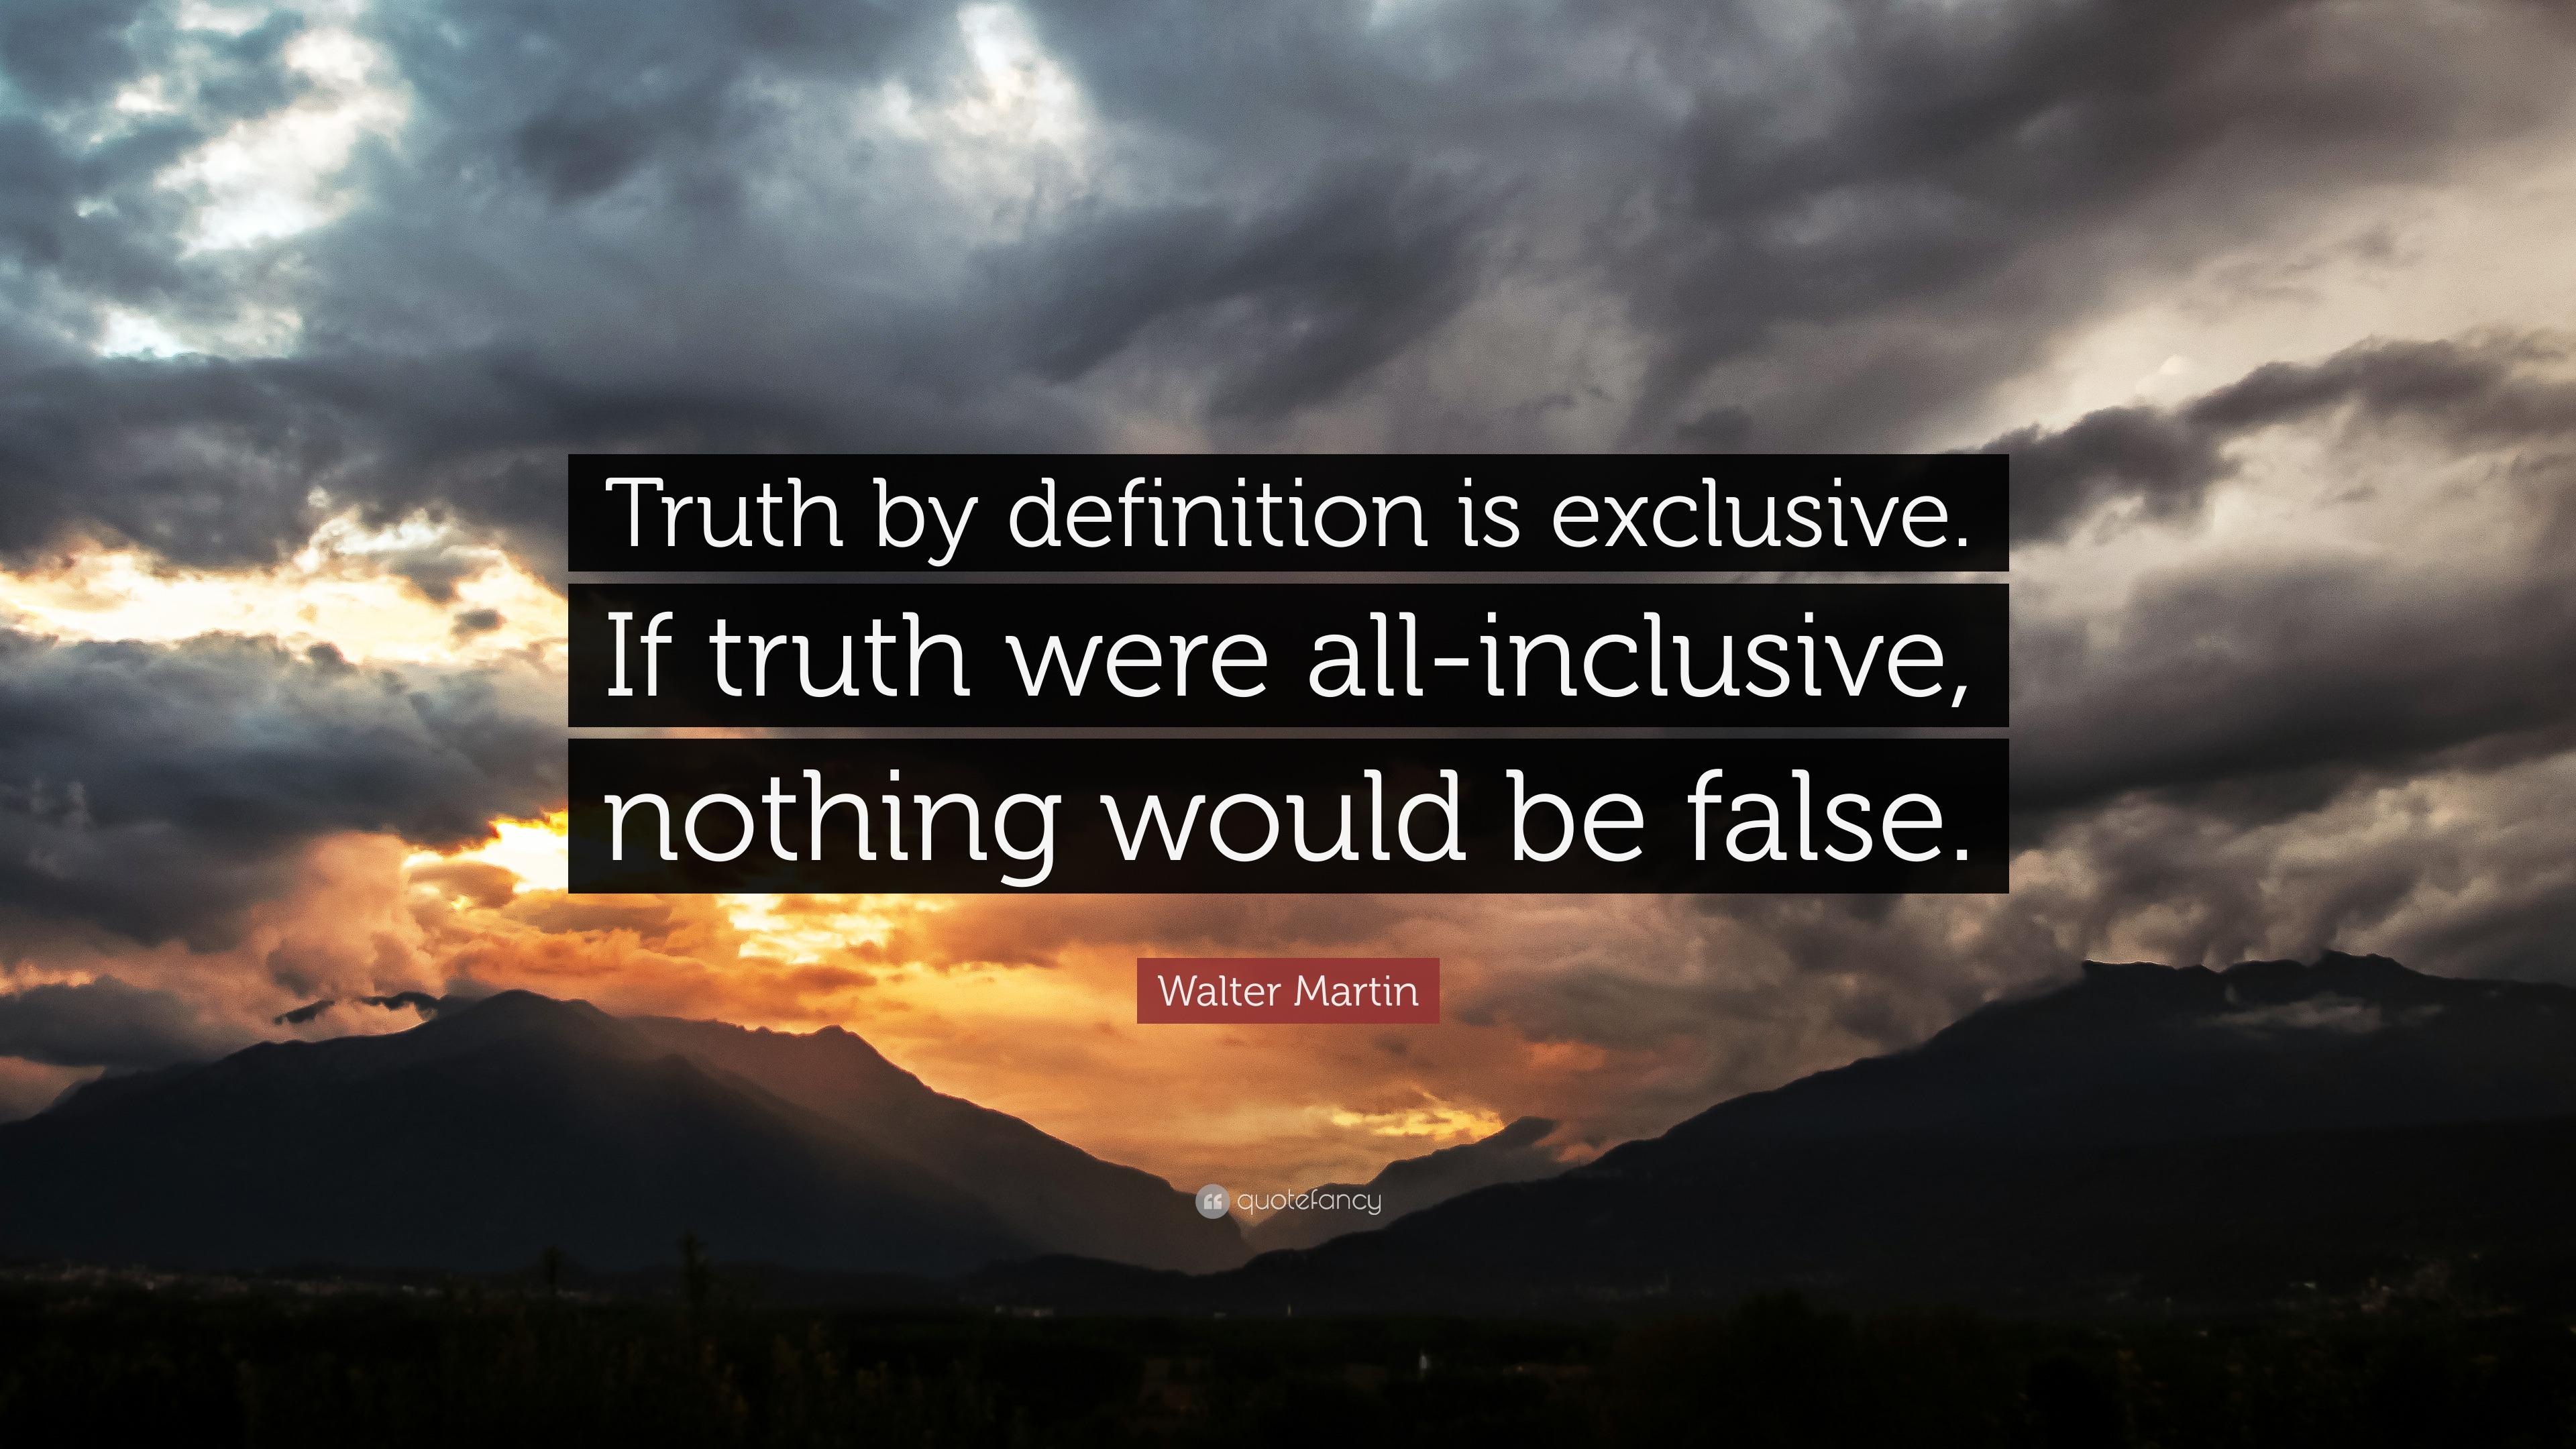 Truth by definition is exclusive.
If truth were all-inclusive,
nothing would be false.
Walter Martin
quotefancy